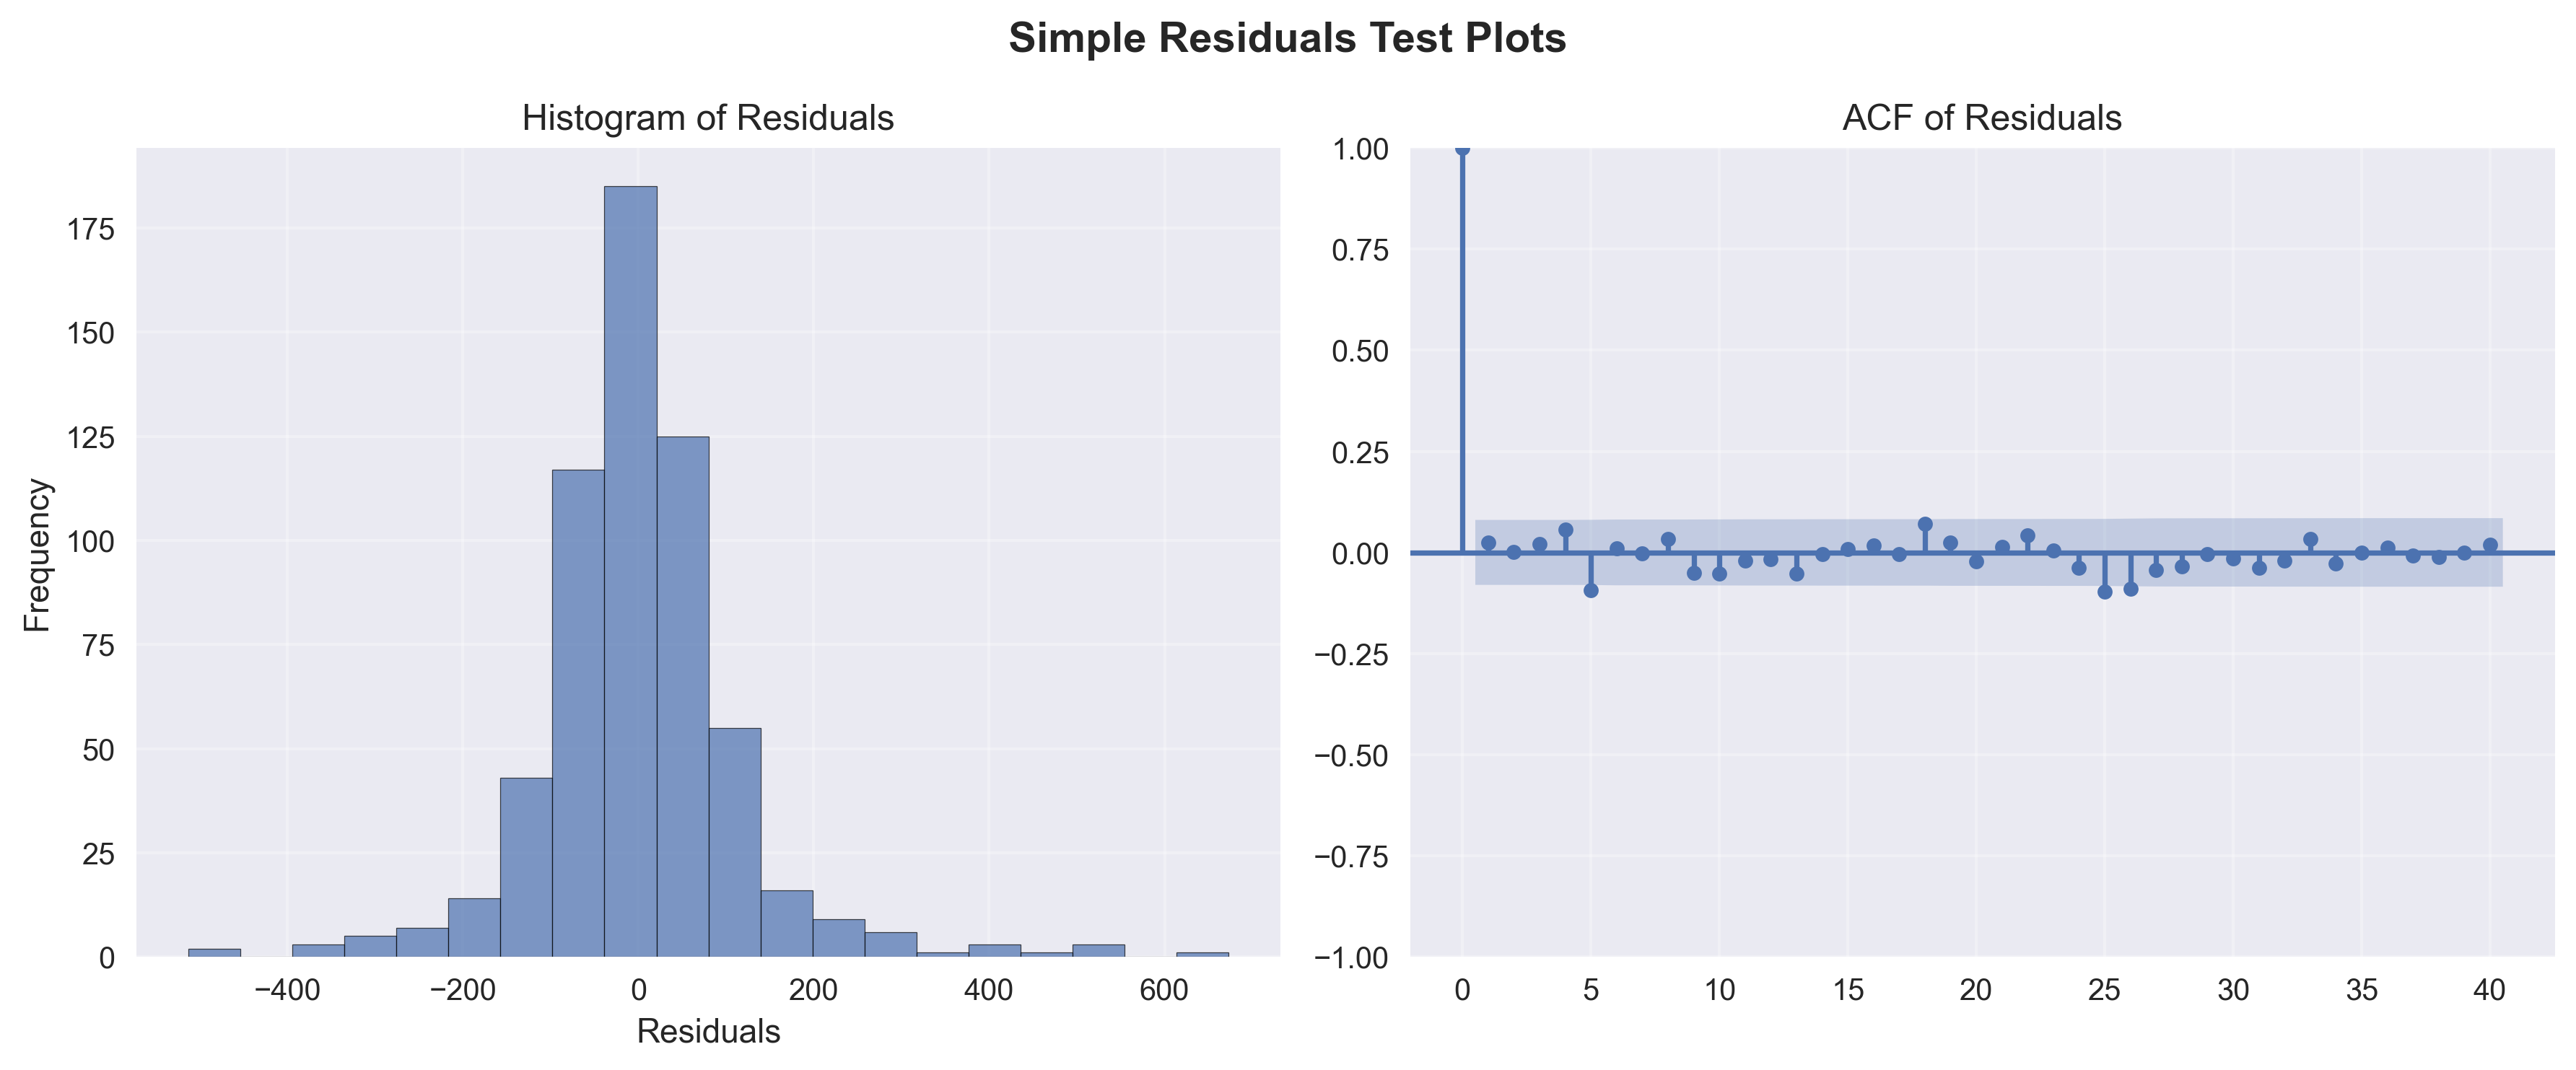 Simple Residuals Test Plots
Histogram of Residuals
Frequency
175
150
125
100
75
50
25
0
−400 −200 0 200 400 600
Residuals
ACF of Residuals
1.00
0.75
0.50
0.25
0.00
−0.25
−0.50
−0.75
−1.00
0 5 10 15 20 25 30 35 40